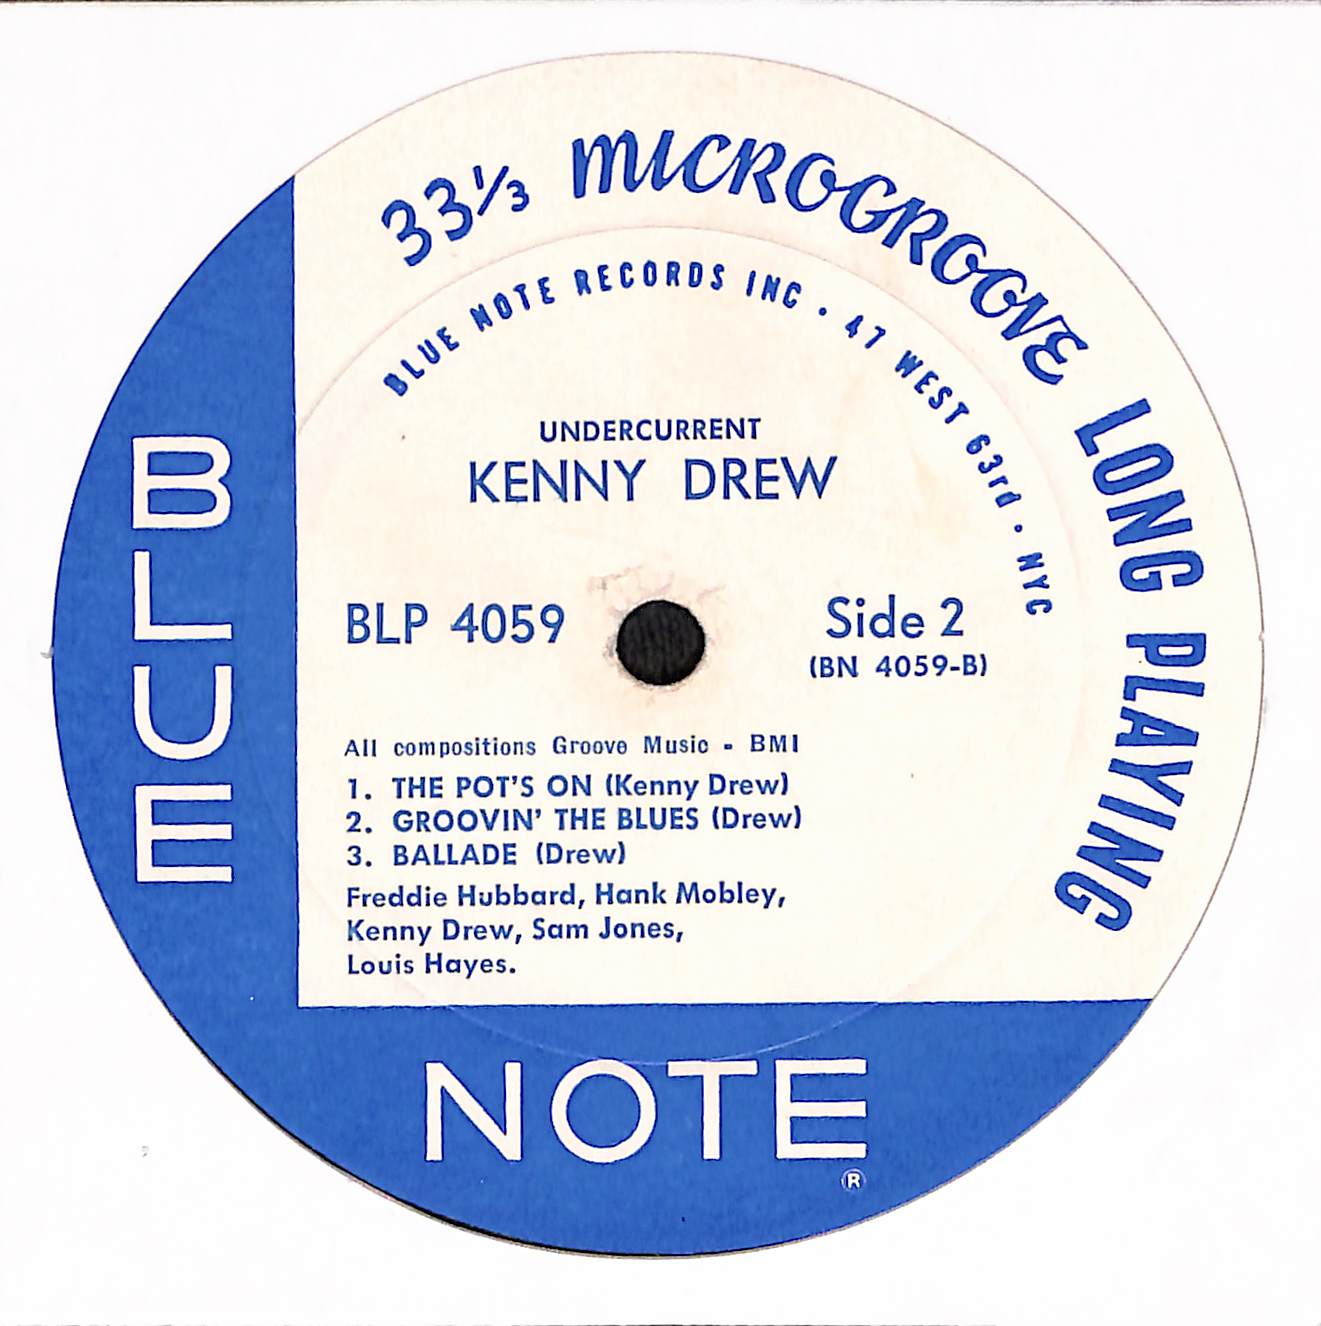 33⅓ MICROGROOVE LONG PLAYING
BLUE NOTE RECORDS INC • 47 WEST 63rd • NYC
UNDERCURRENT
KENNY DREW
BLP 4059
Side 2
(BN 4059-B)
All compositions Groove Music - BMI
1. THE POT'S ON (Kenny Drew)
2. GROOVIN' THE BLUES (Drew)
3. BALLADE (Drew)
Freddie Hubbard, Hank Mobley,
Kenny Drew, Sam Jones,
Louis Hayes.
BLUE
NOTE
®